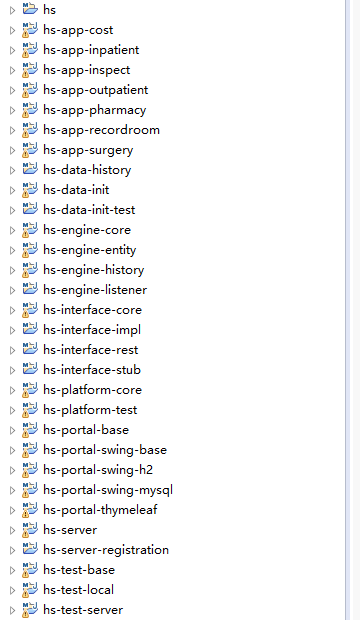 hs
hs-app-cost
hs-app-inpatient
hs-app-inspect
hs-app-outpatient
hs-app-pharmacy
hs-app-recordroom
hs-app-surgery
hs-data-history
hs-data-init
hs-data-init-test
hs-engine-core
hs-engine-entity
hs-engine-history
hs-engine-listener
hs-interface-core
hs-interface-impl
hs-interface-rest
hs-interface-stub
hs-platform-core
hs-platform-test
hs-portal-base
hs-portal-swing-base
hs-portal-swing-h2
hs-portal-swing-mysql
hs-portal-thymeleaf
hs-server
hs-server-registration
hs-test-base
hs-test-local
hs-test-server